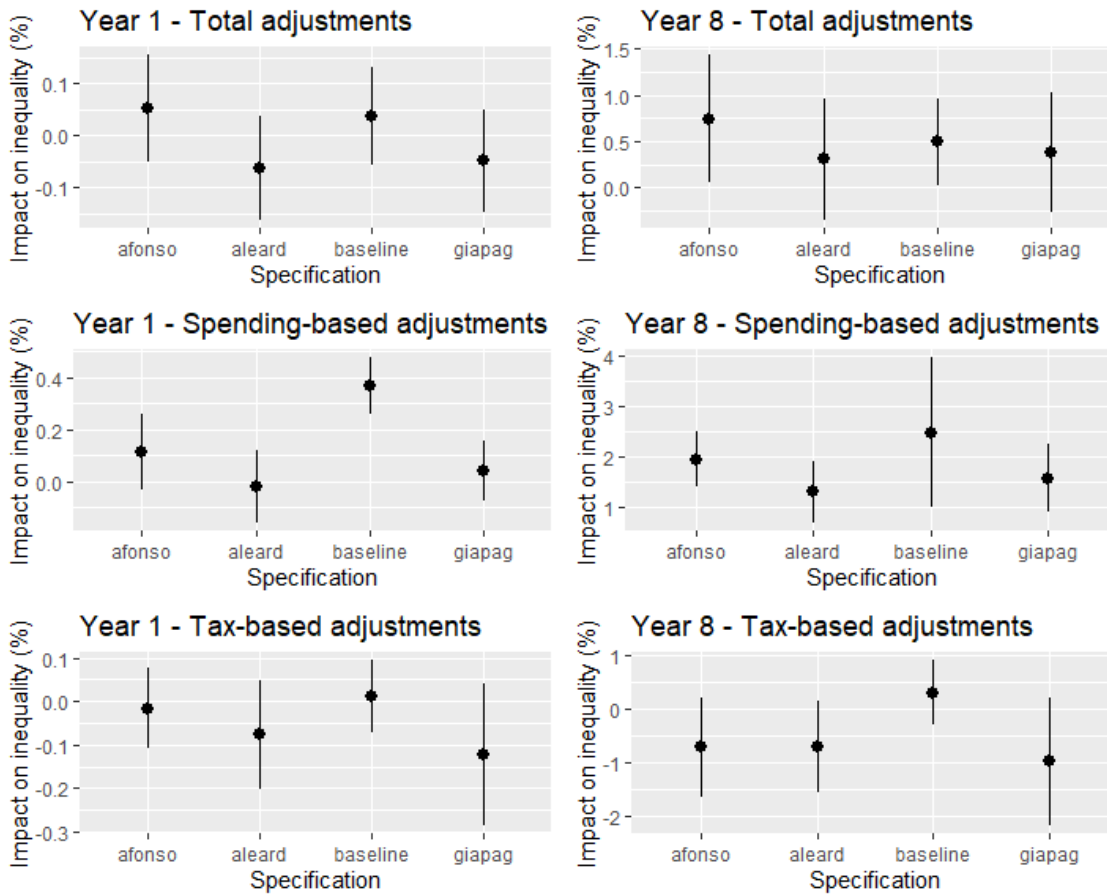 Year 1 - Total adjustments
Impact on inequality (%)
0.1
0.0
-0.1
afonso aleard baseline giapag
Specification
Year 8 - Total adjustments
Impact on inequality (%)
1.5
1.0
0.5
0.0
afonso aleard baseline giapag
Specification
Year 1 - Spending-based adjustments
Impact on inequality (%)
0.4
0.2
0.0
afonso aleard baseline giapag
Specification
Year 8 - Spending-based adjustments
Impact on inequality (%)
4
3
2
1
afonso aleard baseline giapag
Specification
Year 1 - Tax-based adjustments
Impact on inequality (%)
0.1
0.0
-0.1
-0.2
-0.3
afonso aleard baseline giapag
Specification
Year 8 - Tax-based adjustments
Impact on inequality (%)
1
0
-1
-2
afonso aleard baseline giapag
Specification